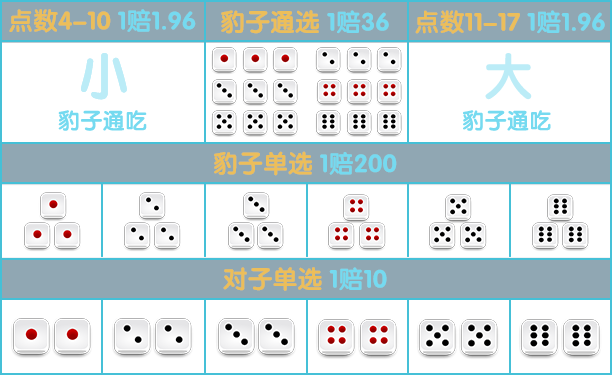 点数4-10 1赔1.96
豹子通选 1赔36
点数11-17 1赔1.96
小
豹子通吃
大
豹子通吃
豹子单选 1赔200
对子单选 1赔10